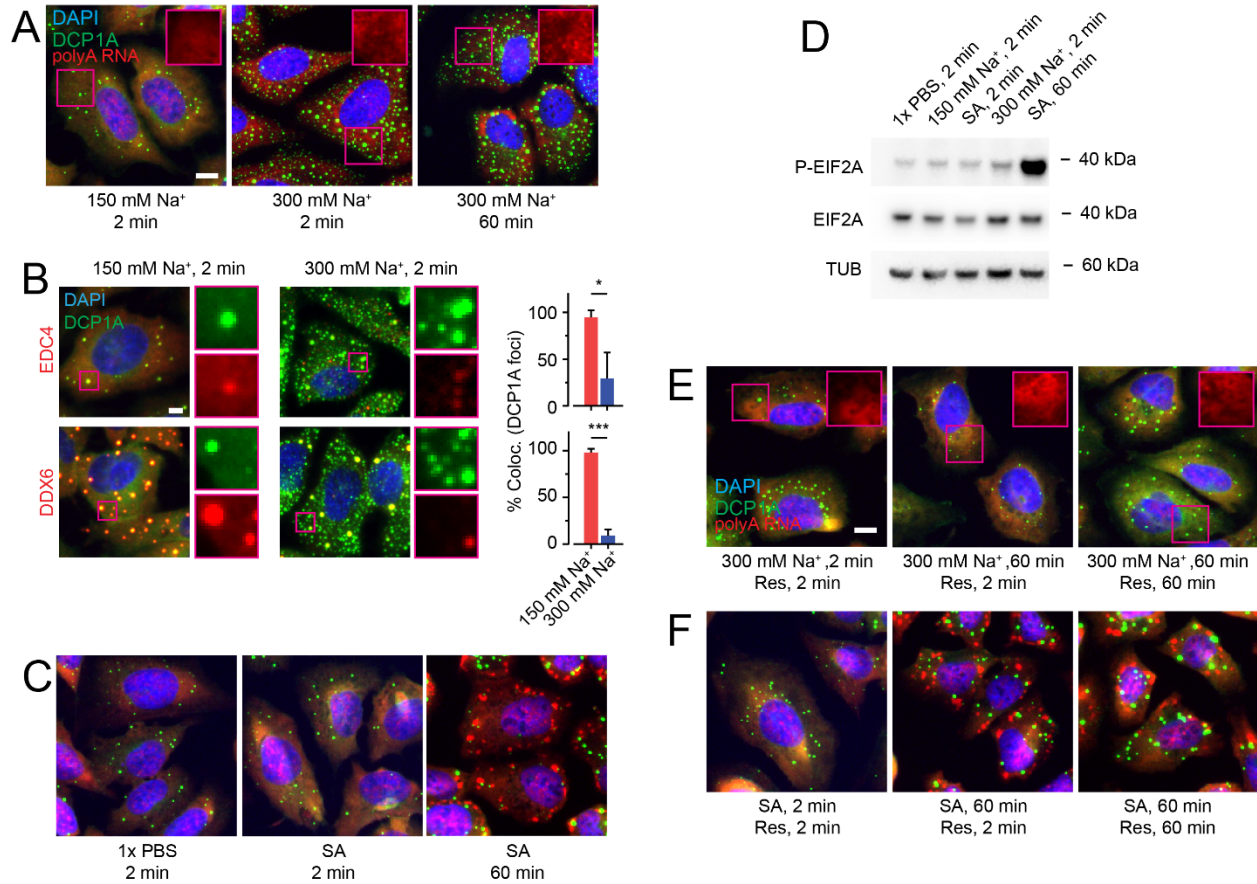 A
DAPI
DCP1A
polyA RNA
150 mM Na⁺
2 min
300 mM Na⁺
2 min
300 mM Na⁺
60 min
B
150 mM Na⁺, 2 min
300 mM Na⁺, 2 min
EDC4
DAPI
DCP1A
DDX6
% Coloc. (DCP1A foci)
100
50
0
*
100
50
0
***
150 mM Na⁺
300 mM Na⁺
C
1x PBS
2 min
SA
2 min
SA
60 min
D
1x PBS, 2 min
150 mM Na⁺, 2 min
SA, 2 min
300 mM Na⁺, 2 min
SA, 60 min
P-EIF2A
– 40 kDa
EIF2A
– 40 kDa
TUB
– 60 kDa
E
DAPI
DCP1A
polyA RNA
300 mM Na⁺,2 min
Res, 2 min
300 mM Na⁺,60 min
Res, 2 min
300 mM Na⁺,60 min
Res, 60 min
F
SA, 2 min
Res, 2 min
SA, 60 min
Res, 2 min
SA, 60 min
Res, 60 min